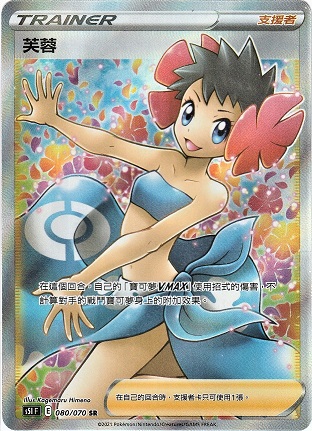 TRAINER
支援者
芙蓉
在這個回合,自己的「寶可夢VMAX」使用招式的傷害,不
計算對手的戰鬥寶可夢身上的附加效果。
Illus. Kagemaru Himeno
s5I F E 080/070 SR
在自己的回合時,支援者卡只可使用1張。
©2021 Pokémon/Nintendo/Creatures/GAME FREAK.